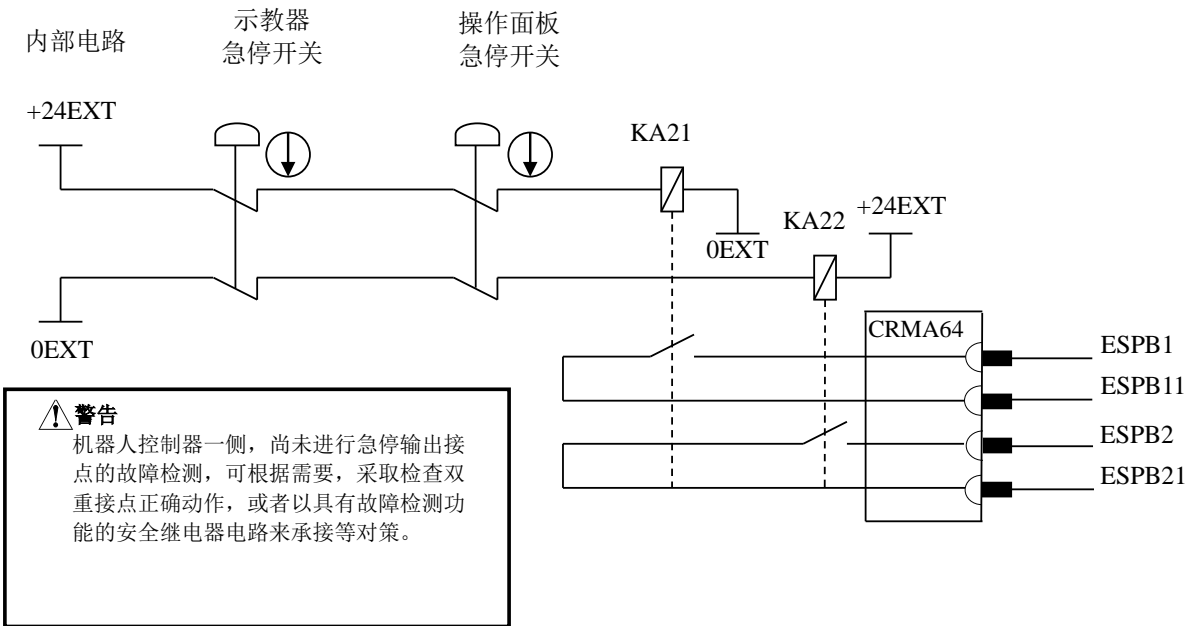 内部电路
示教器
急停开关
操作面板
急停开关
+24EXT
KA21
0EXT
KA22
+24EXT
0EXT
CRMA64
ESPB1
ESPB11
ESPB2
ESPB21
警告
机器人控制器一侧，尚未进行急停输出接
点的故障检测，可根据需要，采取检查双
重接点正确动作，或者以具有故障检测功
能的安全继电器电路来承接等对策。